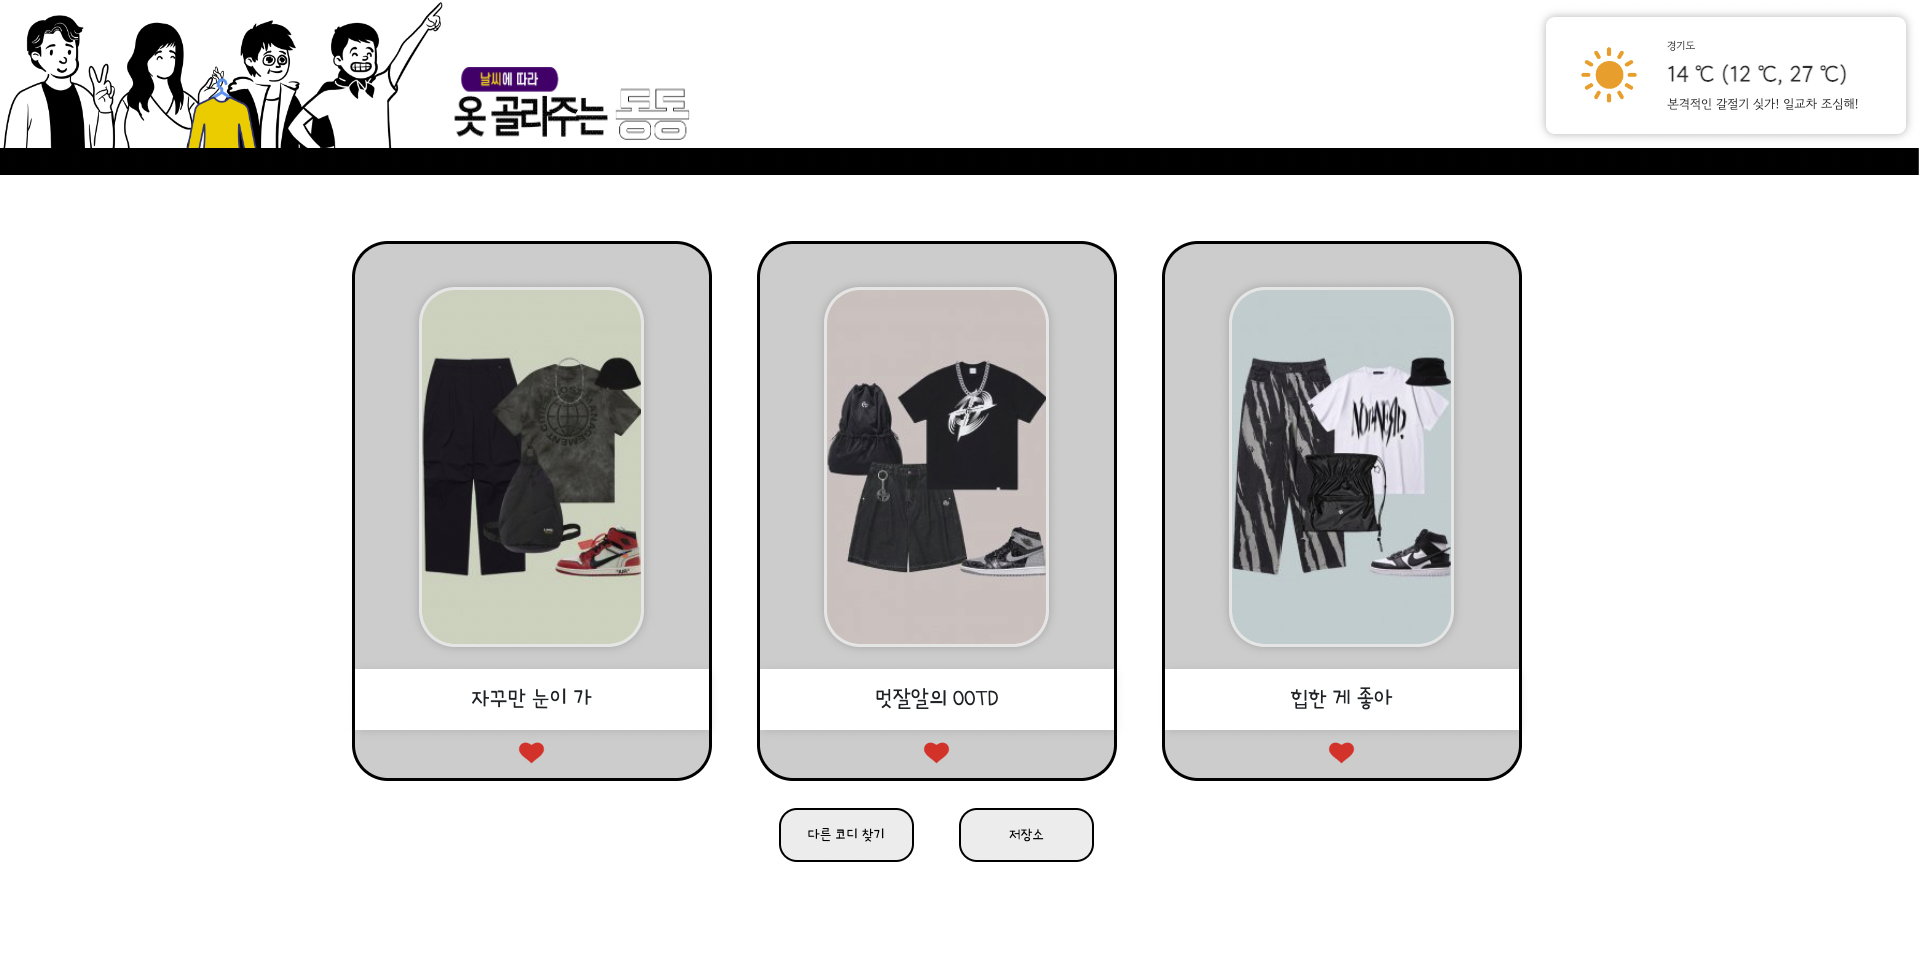 날씨에 따라
옷 골라주는 동동
경기도
14 ℃ (12 ℃, 27 ℃)
본격적인 갈절기 싯가! 일교차 조심해!
자꾸만 눈이 가
멋잘알의 OOTD
힙한 게 좋아
다른 코디 찾기
저장소